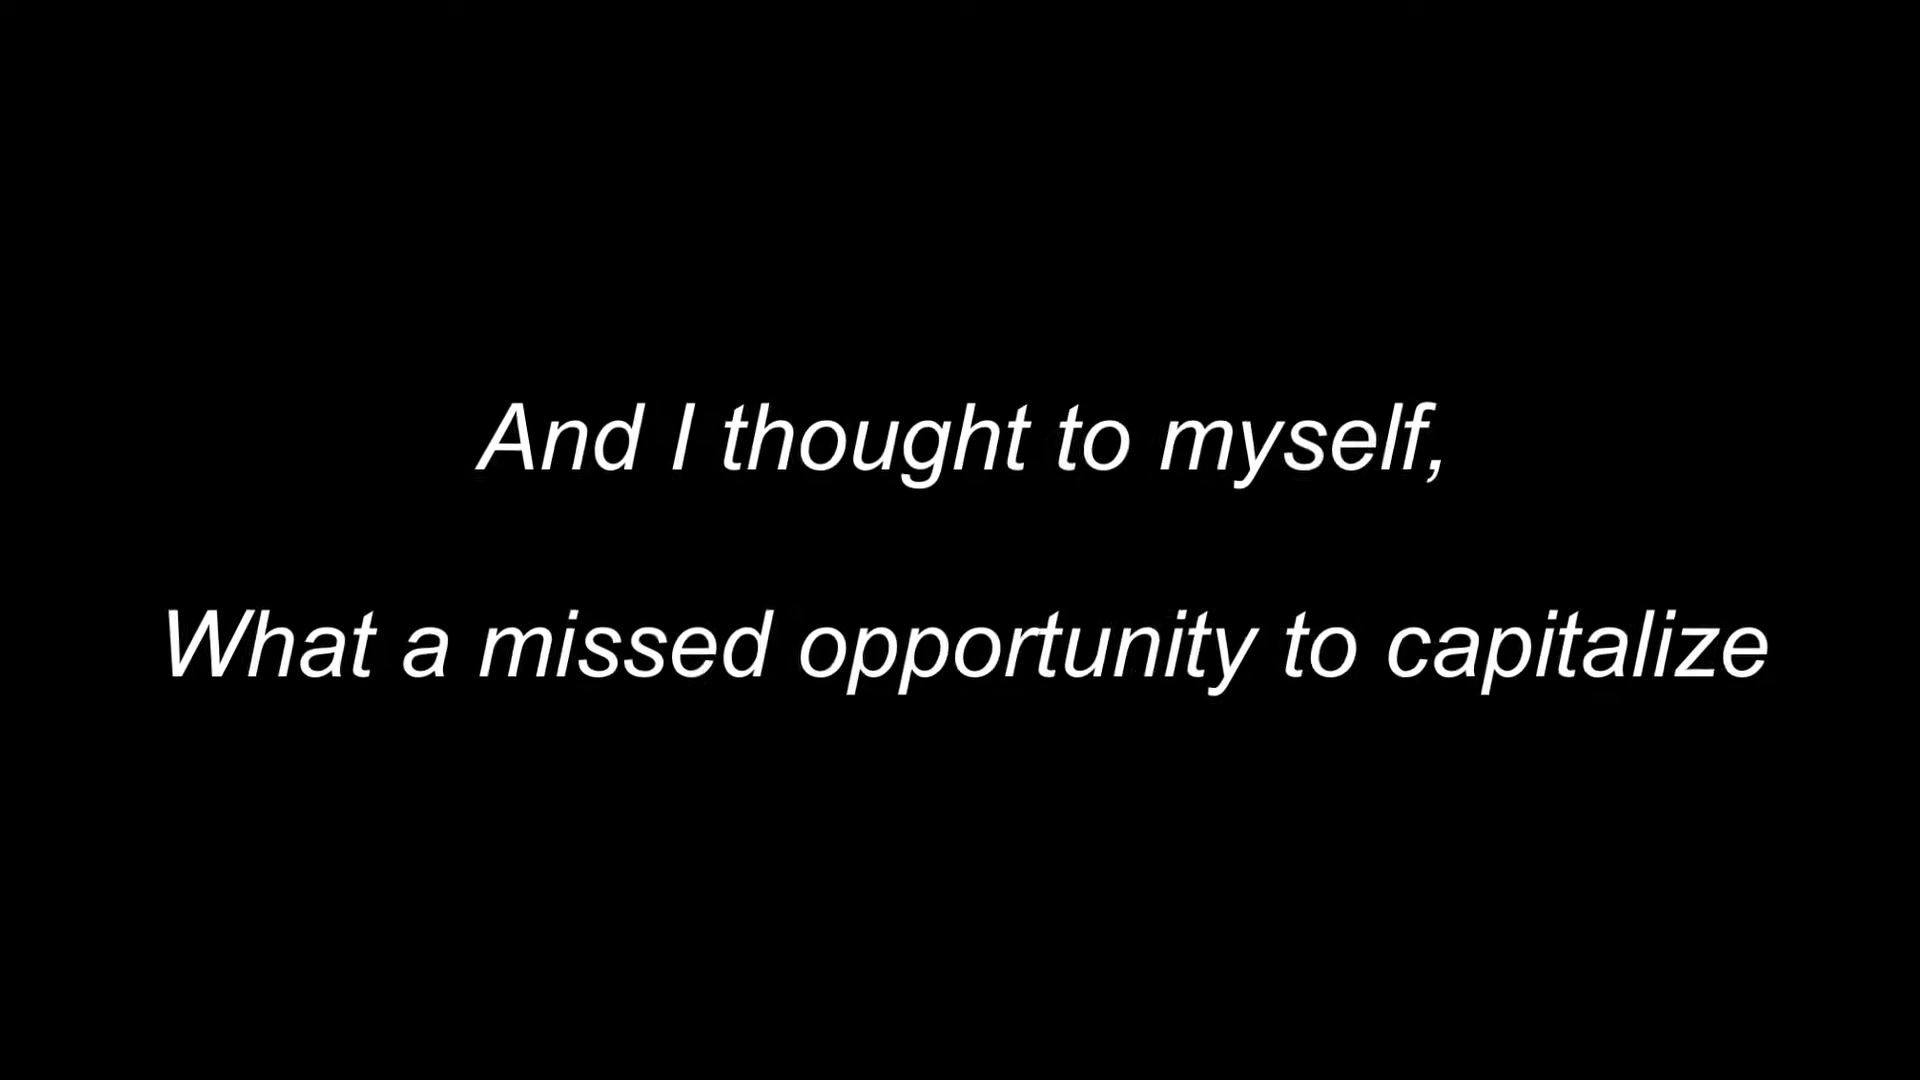 And I thought to myself,
What a missed opportunity to capitalize